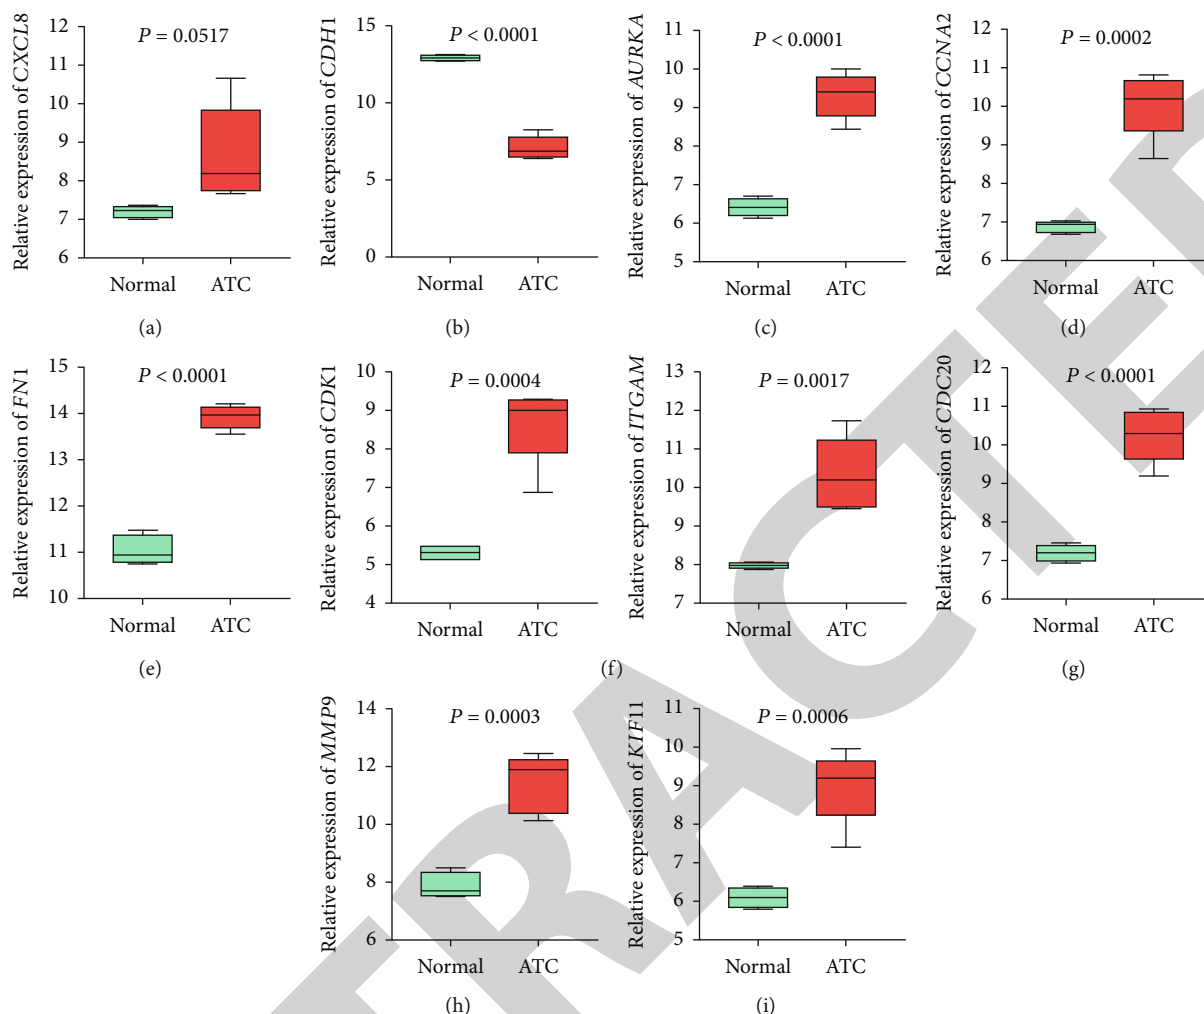 Relative expression of CXCL8
12
11
10
9
8
7
6
P = 0.0517
Normal
ATC
(a)
Relative expression of CDH1
15
10
5
0
P < 0.0001
Normal
ATC
(b)
Relative expression of AURKA
11
10
9
8
7
6
5
P < 0.0001
Normal
ATC
(c)
Relative expression of CCNA2
12
11
10
9
8
7
6
P = 0.0002
Normal
ATC
(d)
Relative expression of FN1
15
14
13
12
11
10
P < 0.0001
Normal
ATC
(e)
Relative expression of CDK1
10
9
8
7
6
5
4
P = 0.0004
Normal
ATC
Relative expression of ITGAM
13
12
11
10
9
8
7
P = 0.0017
Normal
ATC
(f)
Relative expression of CDC20
12
11
10
9
8
7
6
P < 0.0001
Normal
ATC
(g)
Relative expression of MMP9
14
12
10
8
6
P = 0.0003
Normal
ATC
(h)
Relative expression of KIF11
11
10
9
8
7
6
5
P = 0.0006
Normal
ATC
(i)
TRACTED